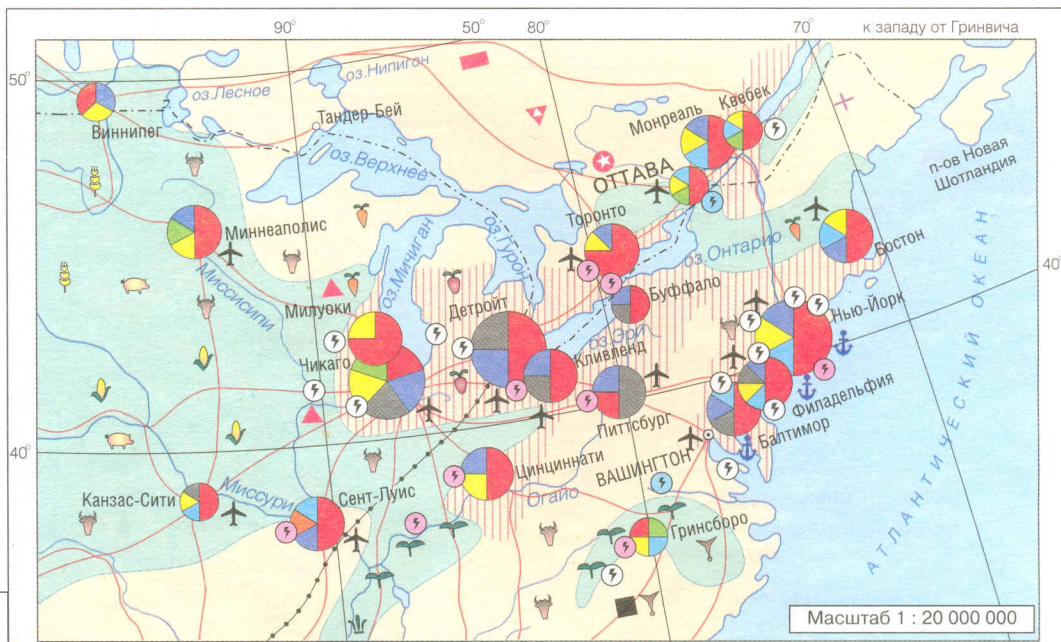 90°
50°
80°
70°
к западу от Гринвича
50°
оз.Нипигон
оз.Лесное
Виннипег
Тандер-Бей
оз.Верхнее
Монреаль
Квебек
ОТТАВА
п-ов Новая
Шотландия
Миннеаполис
Торонто
оз.Онтарио
Бостон
оз.Мичиган
оз.Гурон
Миссисипи
Милуоки
Детройт
Буффало
оз.Эри
Нью-Йорк
40°
Чикаго
Кливленд
Филадельфия
Питтсбург
Балтимор
40°
Цинциннати
ВАШИНГТОН
Огайо
Канзас-Сити
Миссури
Сент-Луис
Гринсборо
АТЛАНТИЧЕСКИЙ ОКЕАН
Масштаб 1 : 20 000 000